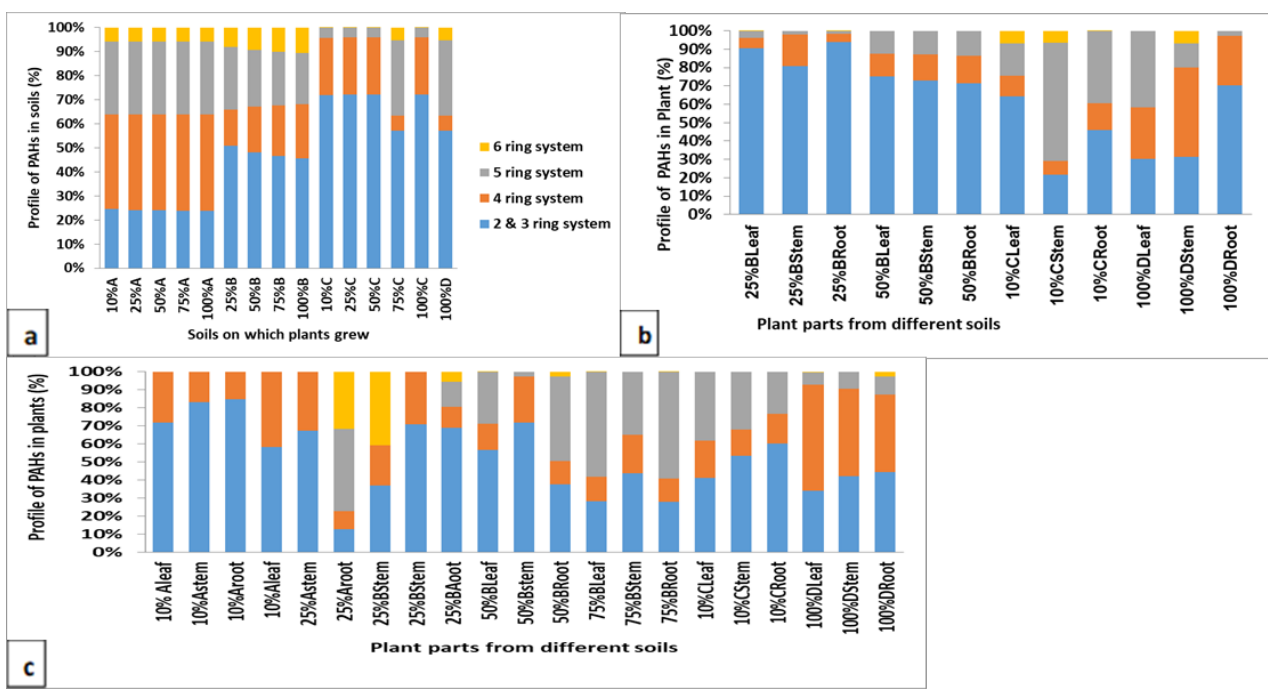 Profile of PAHs in soils (%)
100%
90%
80%
70%
60%
50%
40%
30%
20%
10%
0%
10%A
25%A
50%A
75%A
100%A
25%B
50%B
75%B
100%B
10%C
25%C
50%C
75%C
100%C
100%D
Soils on which plants grew
a
6 ring system
5 ring system
4 ring system
2 & 3 ring system
Profile of PAHs in Plant (%)
100%
90%
80%
70%
60%
50%
40%
30%
20%
10%
0%
25%BLeaf
25%BStem
25%BRoot
50%BLeaf
50%BStem
50%BRoot
10%CLeaf
10%CStem
10%CRoot
100%DLeaf
100%DStem
100%DRoot
Plant parts from different soils
b
Profile of PAHs in plants (%)
100%
90%
80%
70%
60%
50%
40%
30%
20%
10%
0%
10% Aleaf
10%Astem
10%Aroot
10%Aleaf
25%Astem
25%Aroot
25%BStem
25%BStem
25%BAoot
50%BLeaf
50%Bstem
50%BRoot
75%BLeaf
75%BStem
75%BRoot
10%CLeaf
10%CStem
10%CRoot
100%DLeaf
100%DStem
100%DRoot
Plant parts from different soils
c